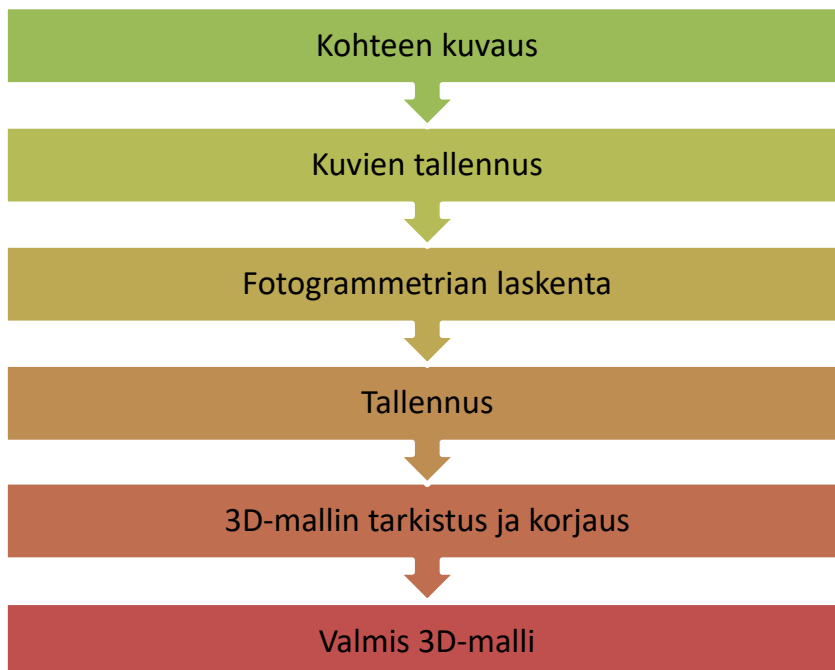 Kohteen kuvaus
Kuvien tallennus
Fotogrammetrian laskenta
Tallennus
3D-mallin tarkistus ja korjaus
Valmis 3D-malli